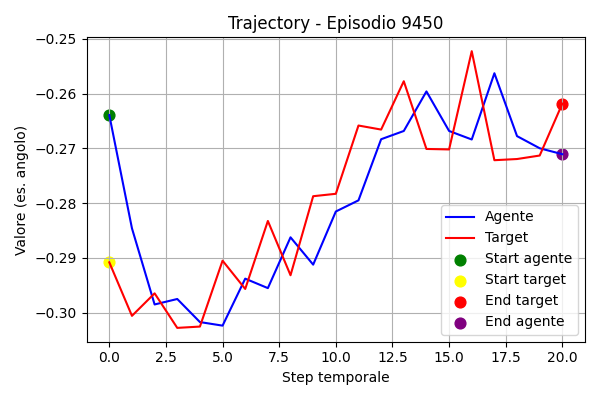 Trajectory - Episodio 9450
Valore (es. angolo)
−0.25
−0.26
−0.27
−0.28
−0.29
−0.30
0.0 2.5 5.0 7.5 10.0 12.5 15.0 17.5 20.0
Step temporale
Agente
Target
Start agente
Start target
End target
End agente